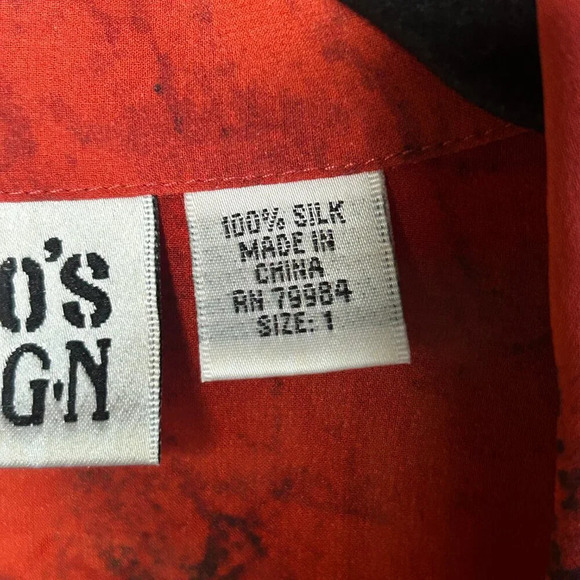 O'S
G·N
100% SILK
MADE IN
CHINA
RN 79984
SIZE: 1